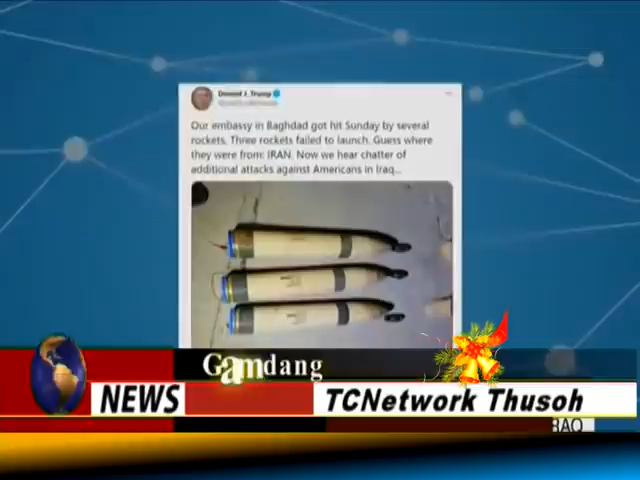 Donald J. Trump
Our embassy in Baghdad got hit Sunday by several
rockets. Three rockets failed to launch. Guess where
they were from: IRAN. Now we hear chatter of
additional attacks against Americans in Iraq...
Gamdang
NEWS
TCNetwork Thusoh